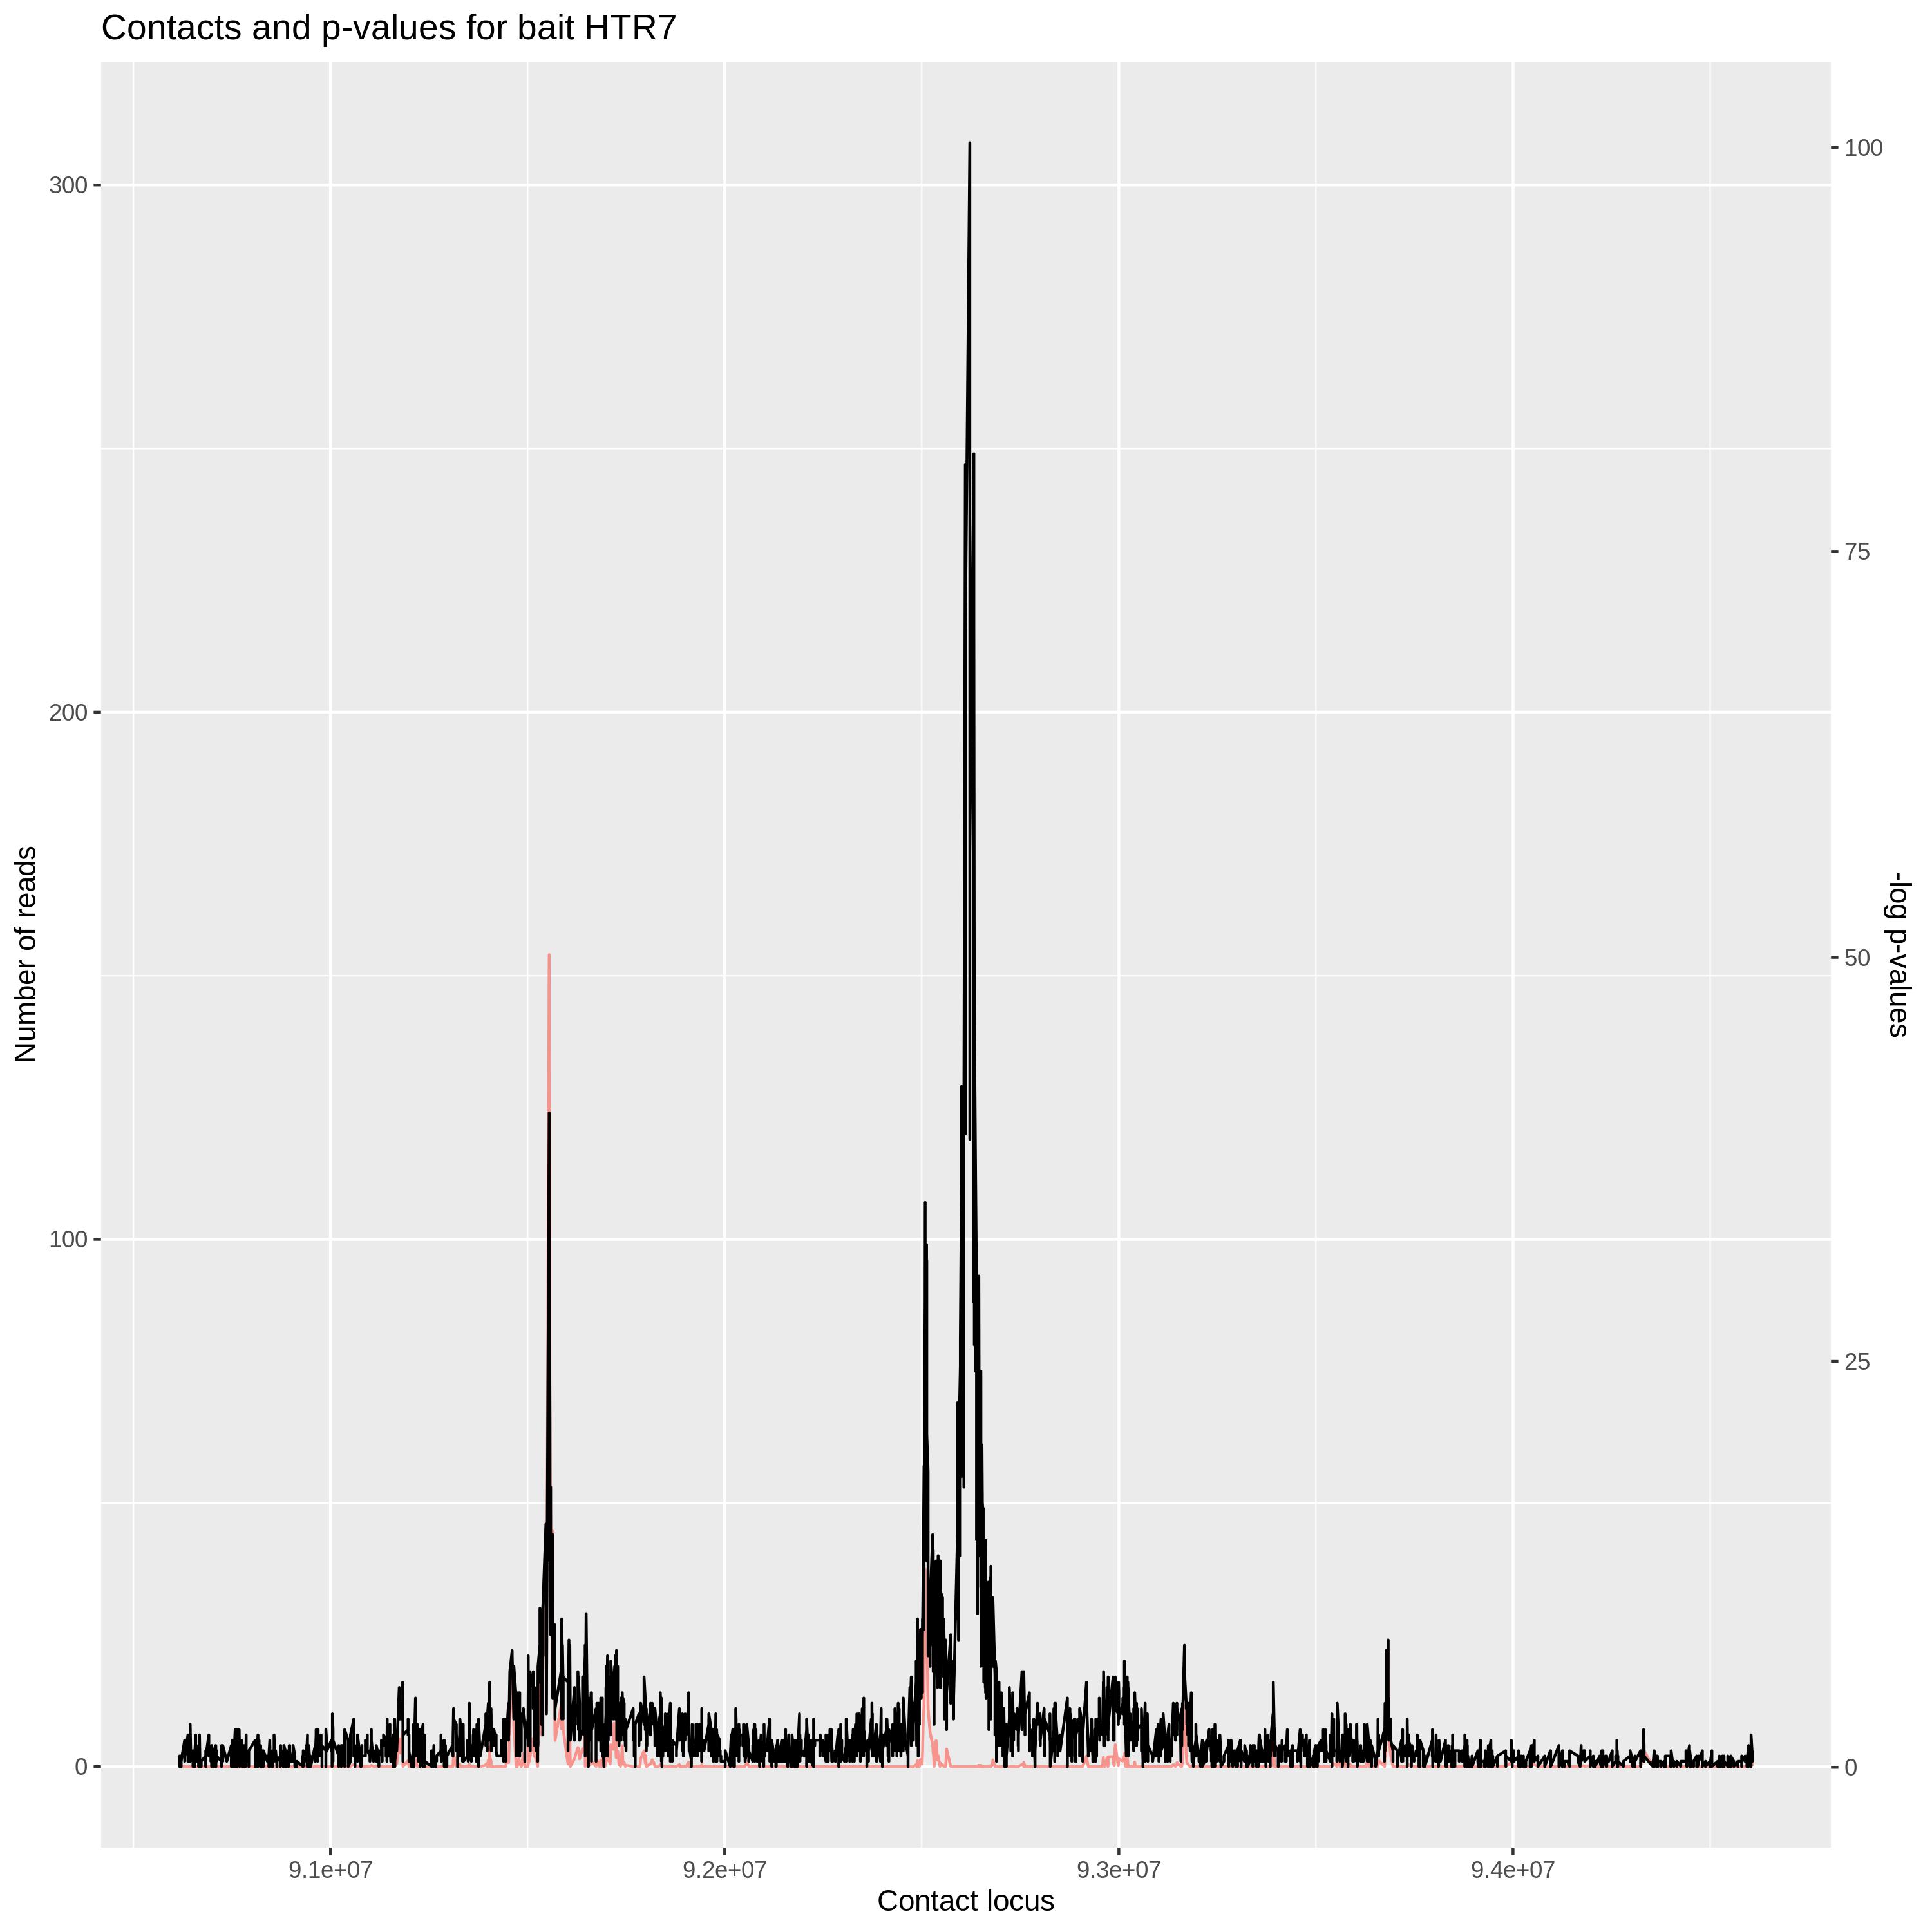 Contacts and p-values for bait HTR7
300
200
100
0
Number of reads
100
75
50
25
0
-log p-values
9.1e+07
9.2e+07
9.3e+07
9.4e+07
Contact locus